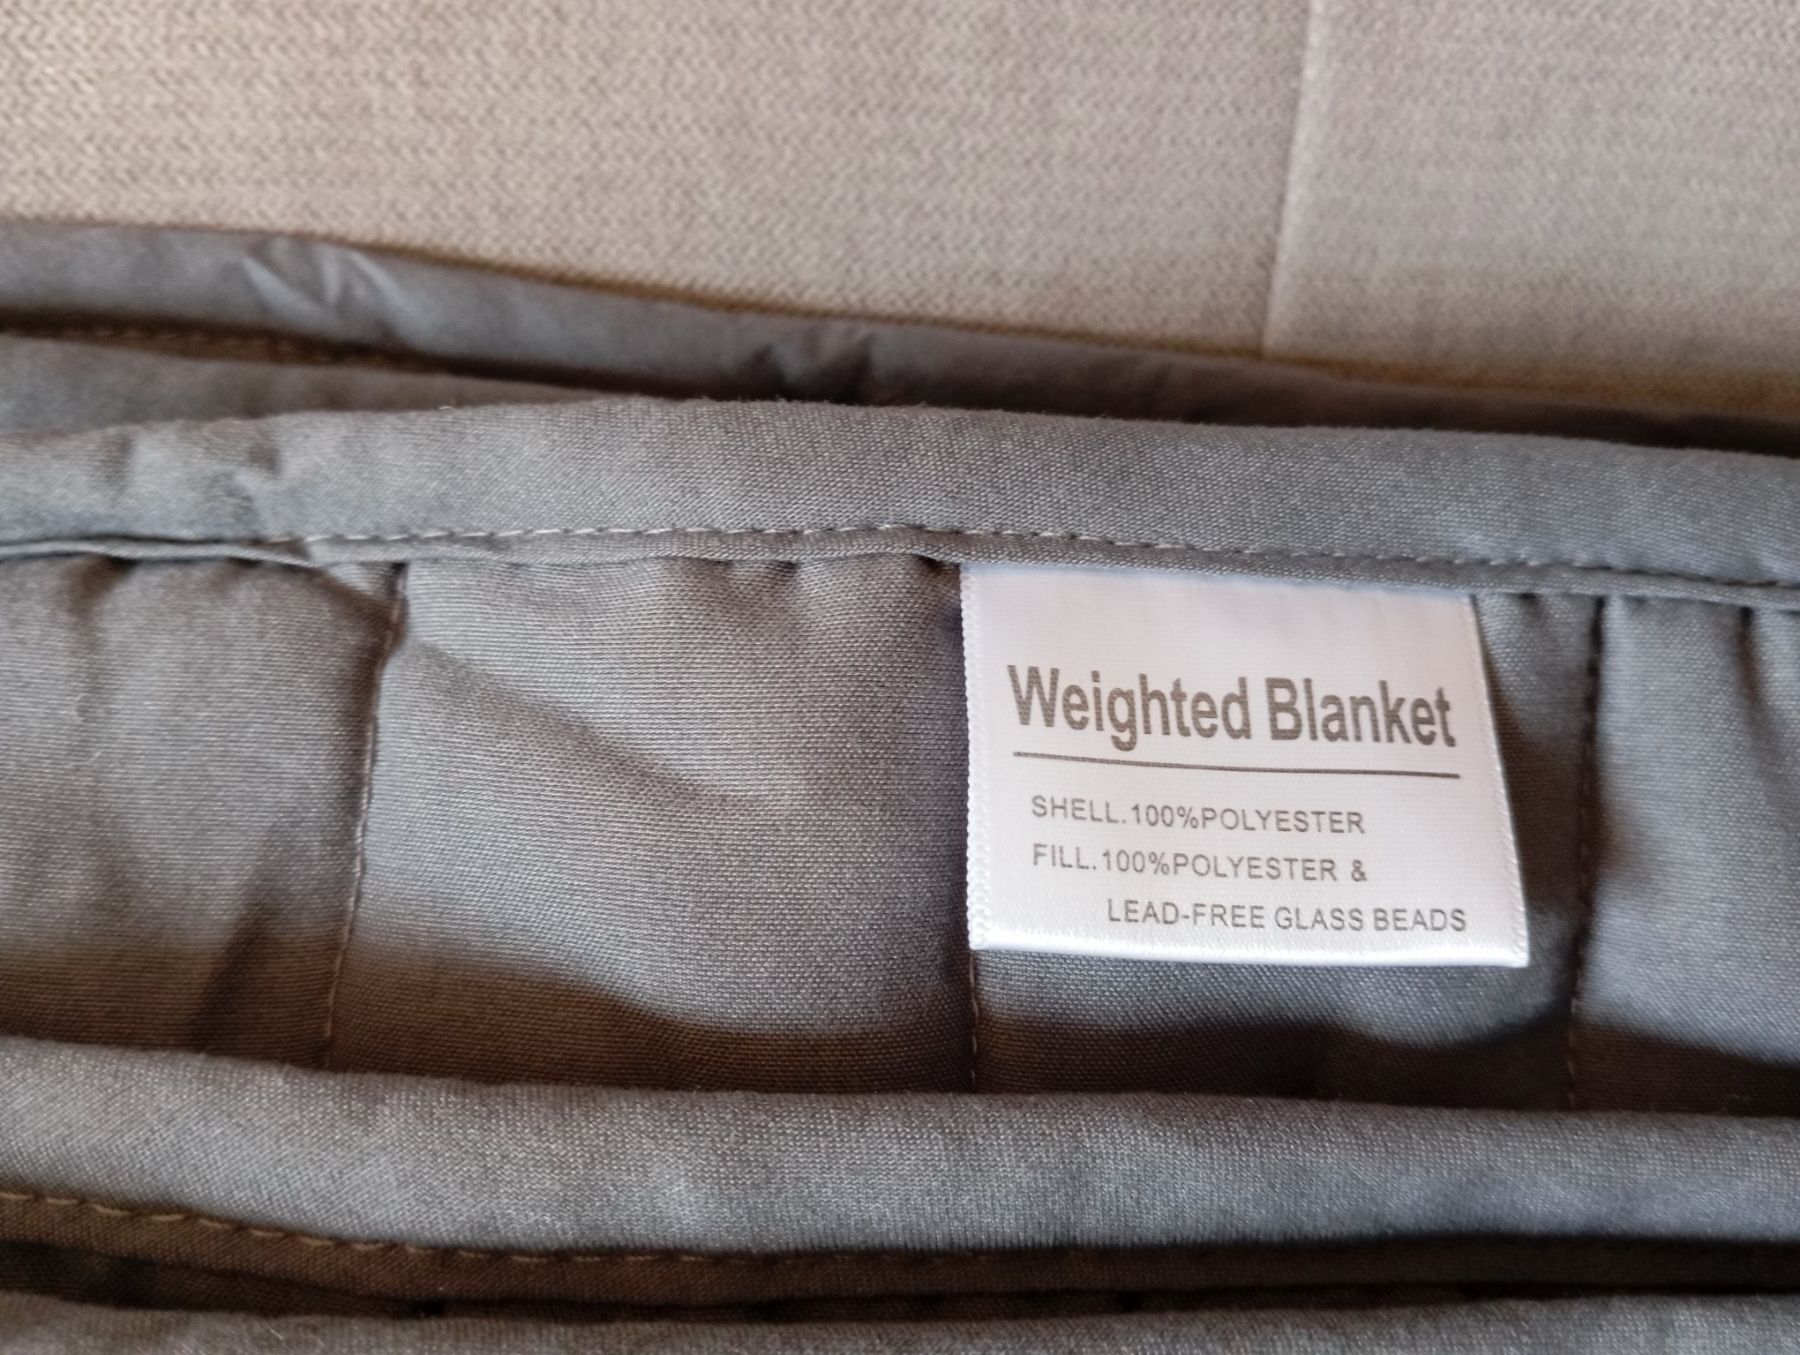 Weighted Blanket
SHELL.100%POLYESTER
FILL.100%POLYESTER &
LEAD-FREE GLASS BEADS